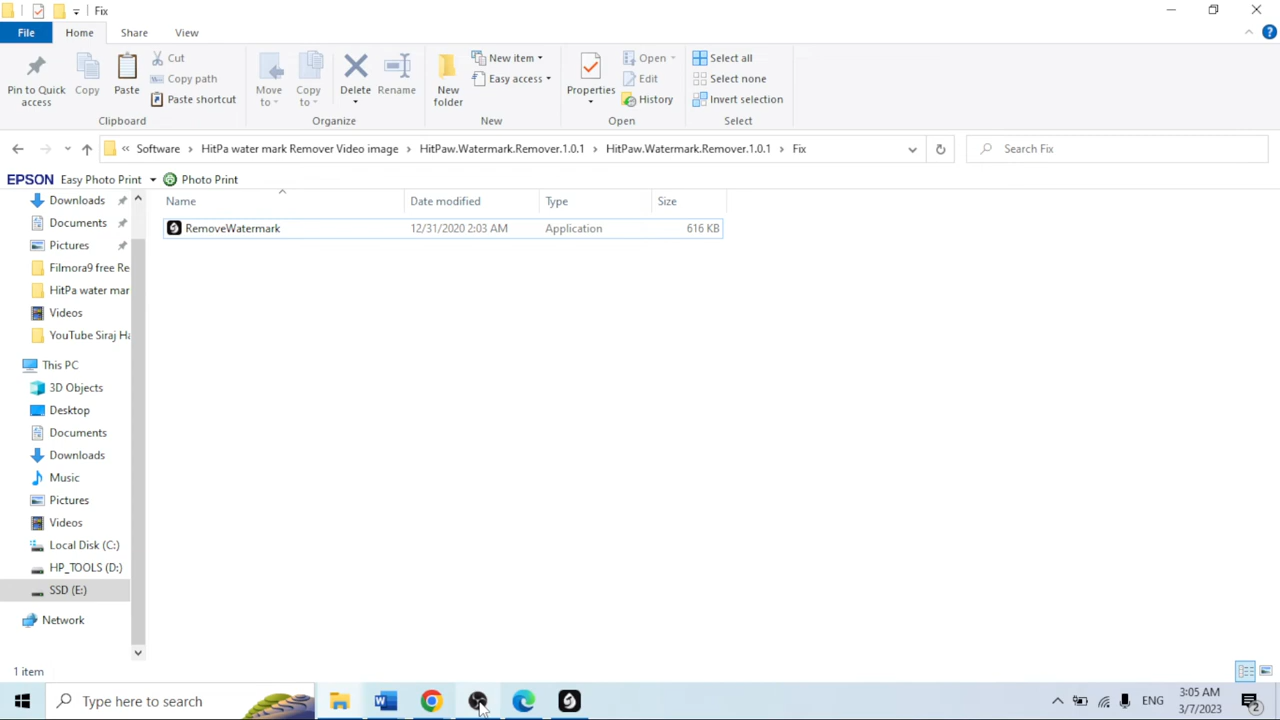 Fix
File Home Share View
Pin to Quick access
Copy
Paste
Cut
Copy path
Paste shortcut
Clipboard
Move to
Copy to
Delete
Rename
Organize
New folder
New item
Easy access
New
Properties
Open
Edit
History
Open
Select all
Select none
Invert selection
Select
« Software > HitPa water mark Remover Video image > HitPaw.Watermark.Remover.1.0.1 > HitPaw.Watermark.Remover.1.0.1 > Fix
Search Fix
EPSON Easy Photo Print Photo Print
Name Date modified Type Size
RemoveWatermark 12/31/2020 2:03 AM Application 616 KB
Downloads
Documents
Pictures
Filmora9 free Re
HitPa water mar
Videos
YouTube Siraj Ha
This PC
3D Objects
Desktop
Documents
Downloads
Music
Pictures
Videos
Local Disk (C:)
HP_TOOLS (D:)
SSD (E:)
Network
1 item
Type here to search
ENG
3:05 AM
3/7/2023
2